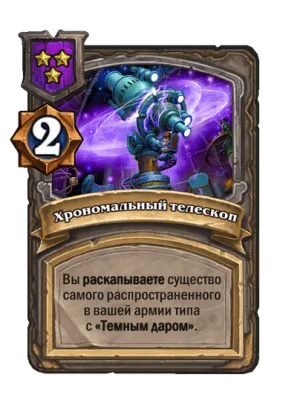 2
Хрономальный телескоп
Вы раскапываете существо
самого распространенного
в вашей армии типа
с «Темным даром».